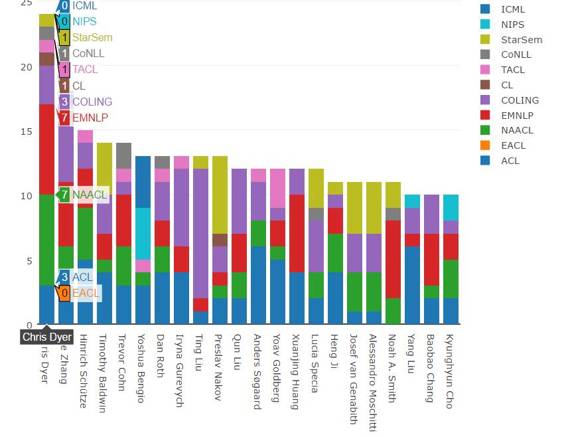 25
20
15
10
5
0
0 ICML
0 NIPS
1 StarSem
1 CoNLL
1 TACL
1 CL
3 COLING
7 EMNLP
7 NAACL
3 ACL
0 EACL
Chris Dyer
ris Dyer
e Zhang
Hinrich Schütze
Timothy Baldwin
Trevor Cohn
Yoshua Bengio
Dan Roth
Iryna Gurevych
Ting Liu
Preslav Nakov
Qun Liu
Anders Søgaard
Yoav Goldberg
Xuanjing Huang
Lucia Specia
Heng Ji
Josef van Genabith
Alessandro Moschitti
Noah A. Smith
Yang Liu
Baobao Chang
Kyunghyun Cho
ICML
NIPS
StarSem
CoNLL
TACL
CL
COLING
EMNLP
NAACL
EACL
ACL